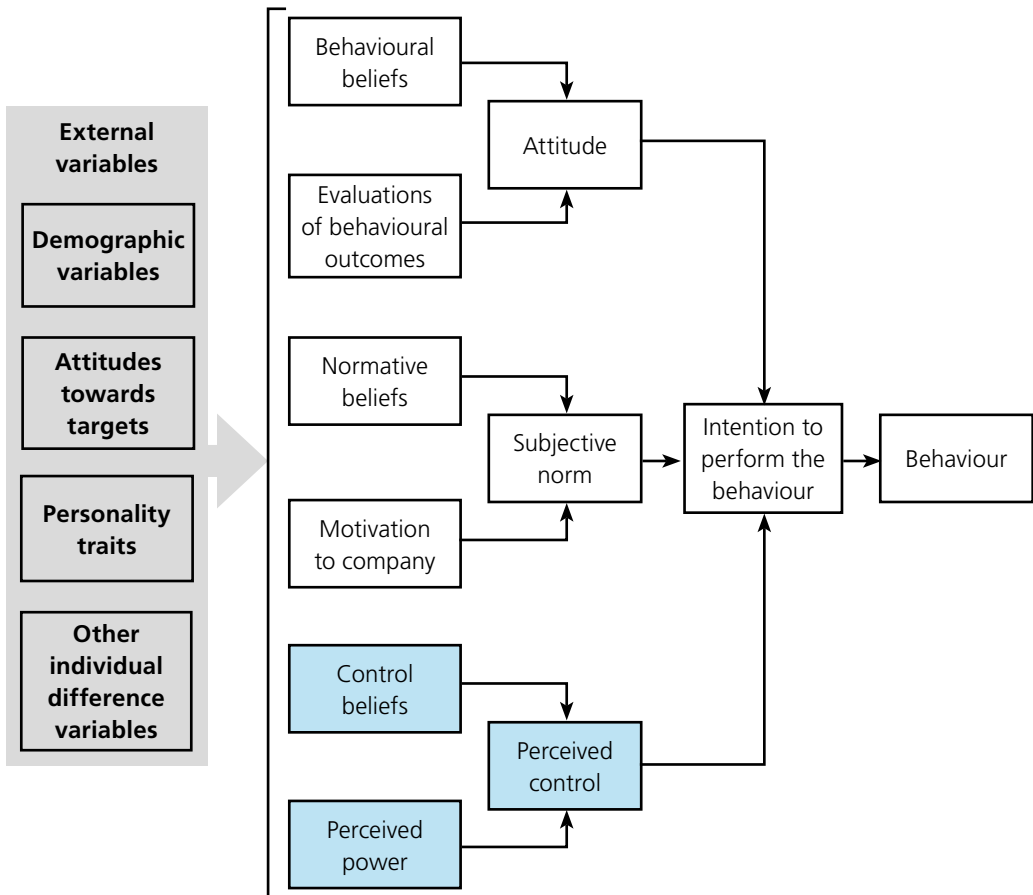 External
variables
Demographic
variables
Attitudes
towards
targets
Personality
traits
Other
individual
difference
variables
Behavioural
beliefs
Evaluations
of behavioural
outcomes
Attitude
Normative
beliefs
Motivation
to company
Subjective
norm
Control
beliefs
Perceived
power
Perceived
control
Intention to
perform the
behaviour
Behaviour